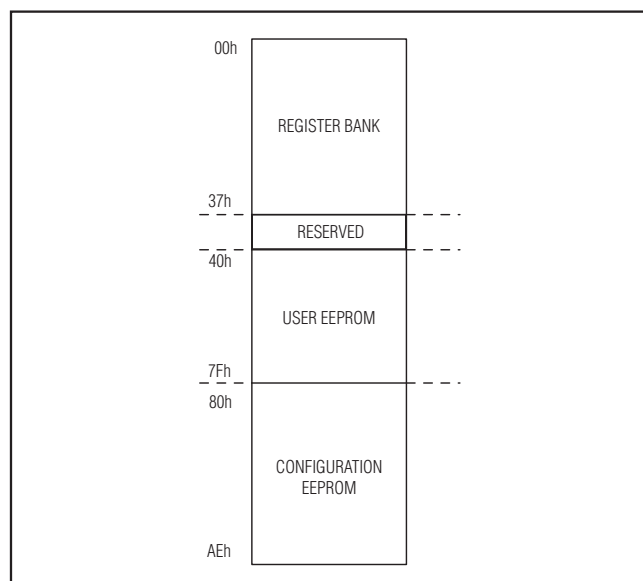 00h
REGISTER BANK
37h
RESERVED
40h
USER EEPROM
7Fh
80h
CONFIGURATION
EEPROM
AEh